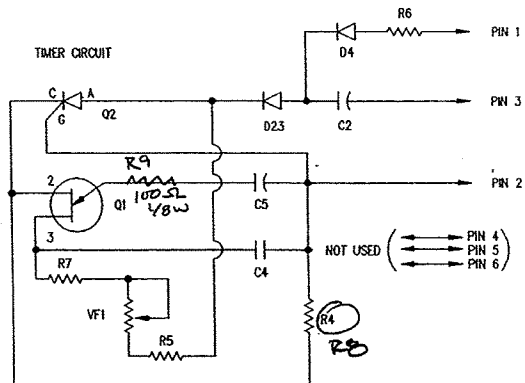 R6
PIN 1
D4
TIMER CIRCUIT
C A
Q2
G
D23
C2
PIN 3
R9
2
100Ω
1/8W
Q1
C5
PIN 2
3
C4
NOT USED
PIN 4
PIN 5
PIN 6
R7
VF1
R4
R8
R5